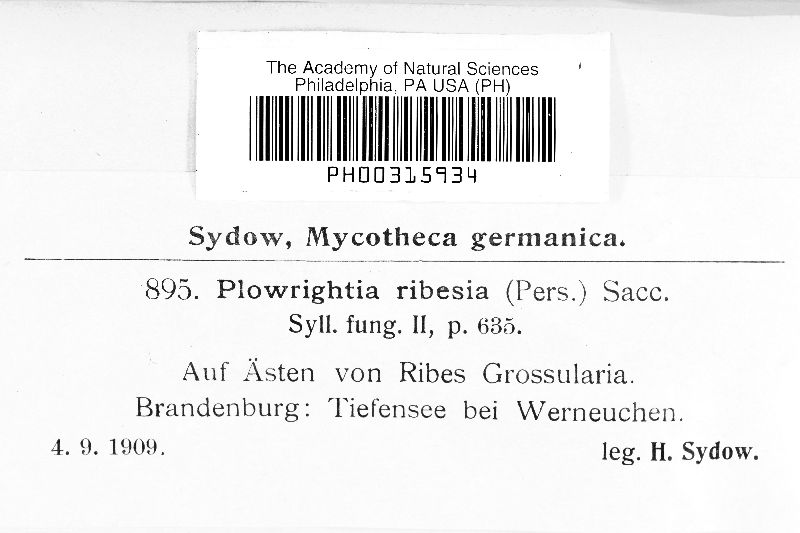 The Academy of Natural Sciences
Philadelphia, PA USA (PH)
PH00315934
Sydow, Mycotheca germanica.
895. Plowrightia ribesia (Pers.) Sacc.
Syll. fung. II, p. 635.
Auf Ästen von Ribes Grossularia.
Brandenburg: Tiefensee bei Werneuchen.
4. 9. 1909. leg. H. Sydow.